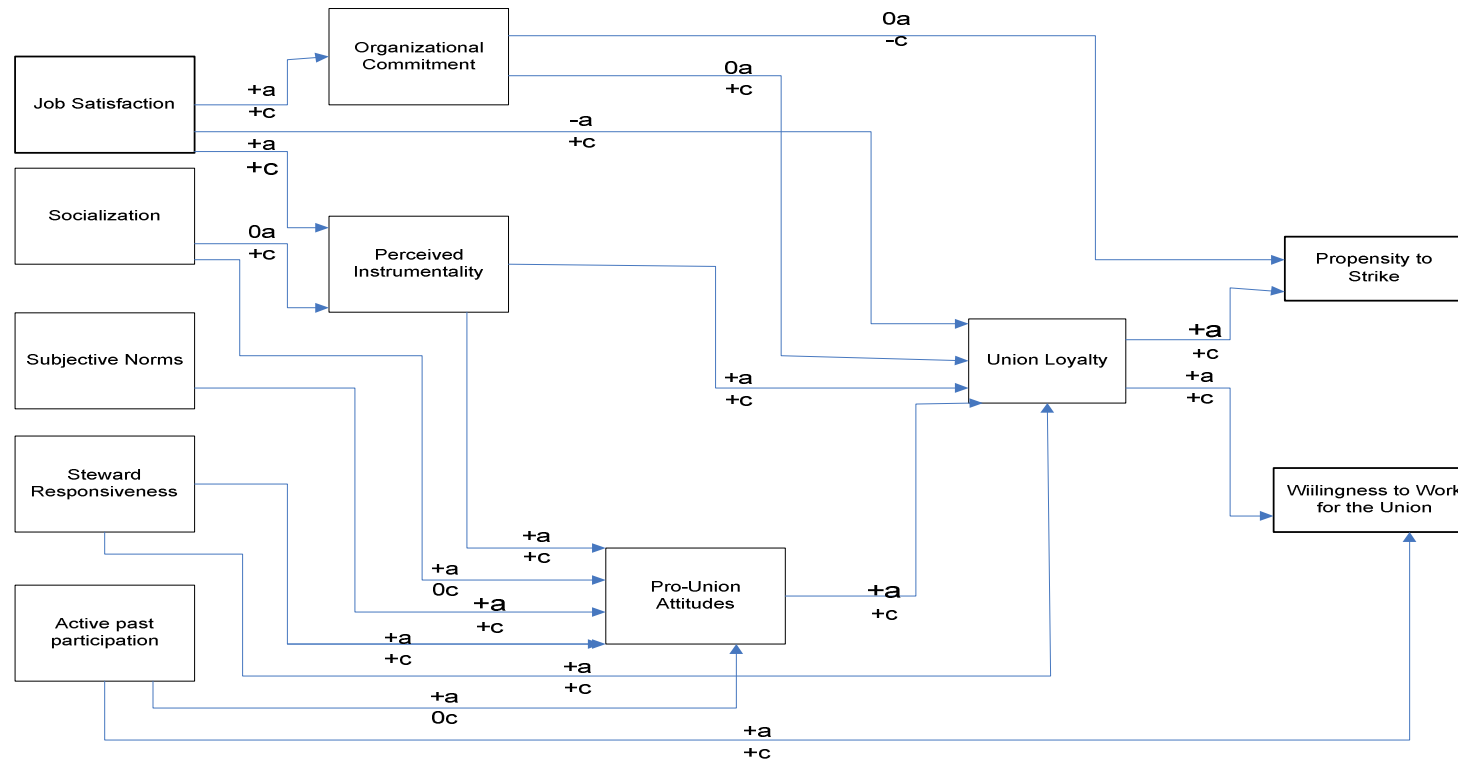 0a
-c
Organizational
Commitment
0a
+c
Job Satisfaction
+a
+c
-a
+c
+a
+c
Socialization
0a
+c
Perceived
Instrumentality
Propensity to
Strike
Subjective Norms
Union Loyalty
+a
+c
+a
+c
+a
+c
Steward
Responsiveness
Wiilingness to Work
for the Union
+a
+c
Pro-Union
Attitudes
+a
0c
+a
+c
+a
+c
Active past
participation
+a
+c
+a
+c
+a
0c
+a
+c